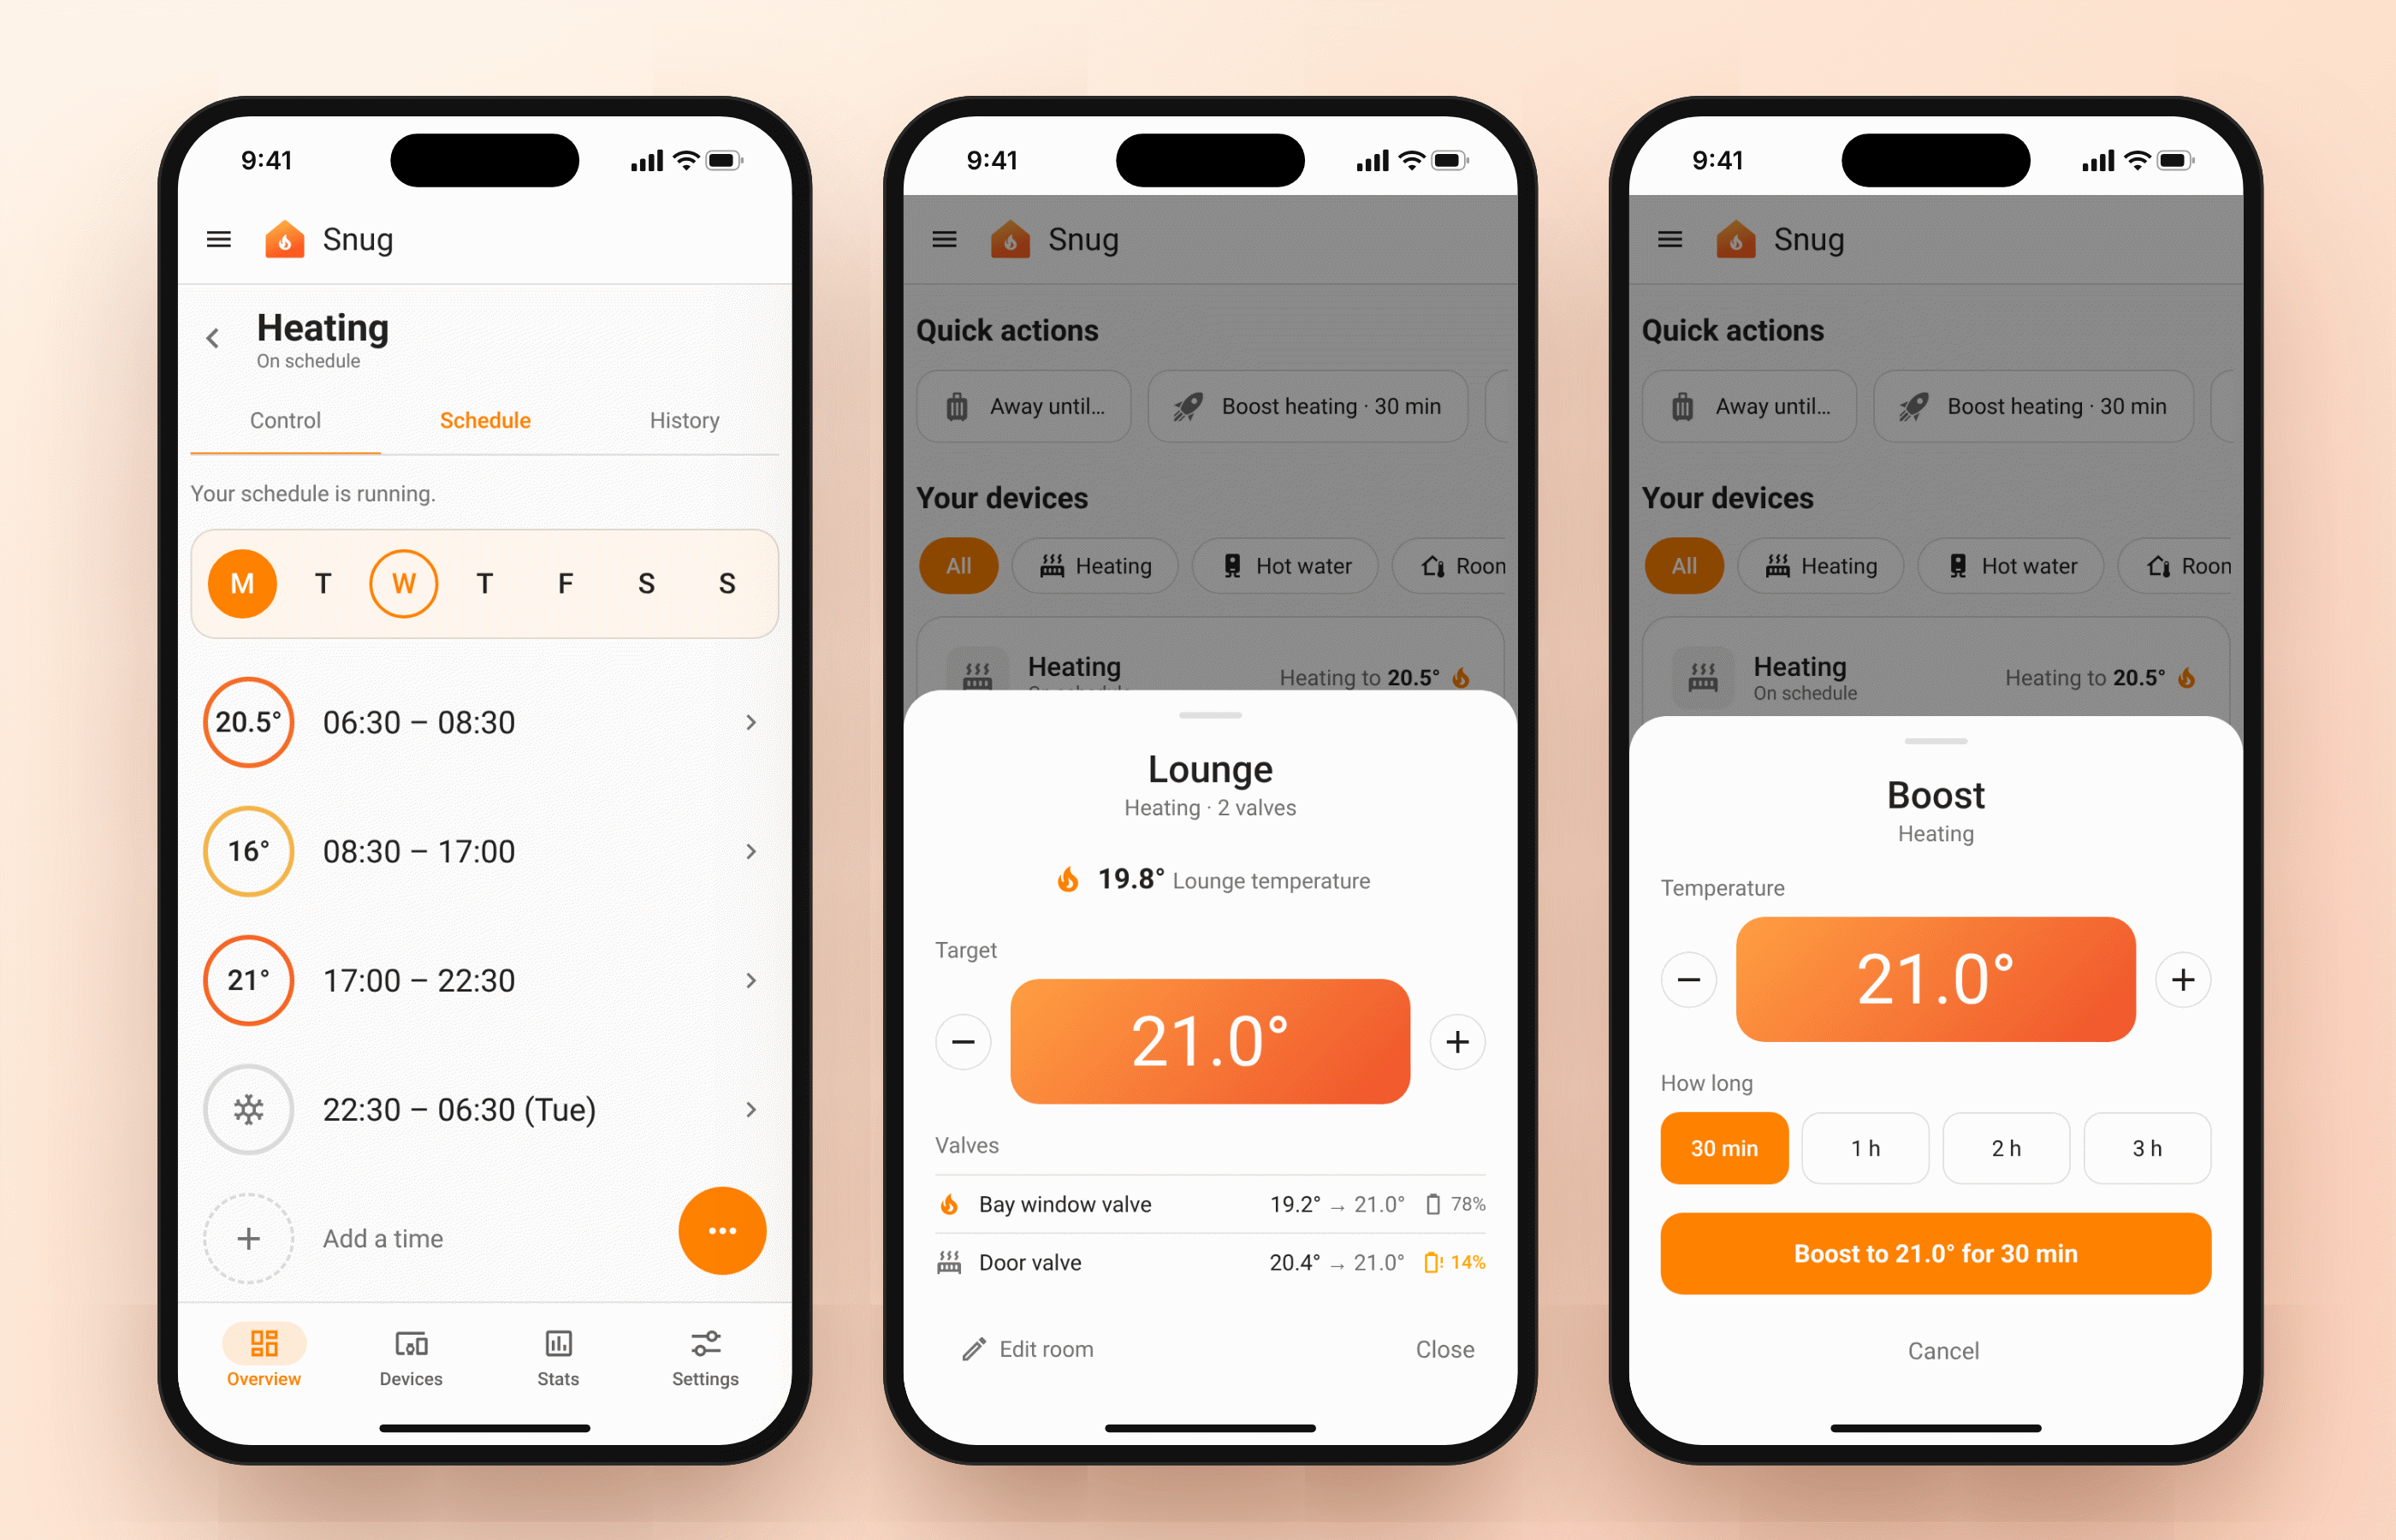 9:41
Snug
Heating
On schedule
Control
Schedule
History
Your schedule is running.
M T W T F S S
20.5° 06:30 – 08:30
16° 08:30 – 17:00
21° 17:00 – 22:30
22:30 – 06:30 (Tue)
Add a time
Overview
Devices
Stats
Settings
9:41
Snug
Quick actions
Away until...
Boost heating · 30 min
Your devices
All
Heating
Hot water
Heating
Heating to 20.5°
Lounge
Heating · 2 valves
19.8° Lounge temperature
Target
21.0°
Valves
Bay window valve 19.2° → 21.0° 78%
Door valve 20.4° → 21.0° 14%
Edit room
Close
9:41
Snug
Quick actions
Away until...
Boost heating · 30 min
Your devices
All
Heating
Hot water
Heating
On schedule
Heating to 20.5°
Boost
Heating
Temperature
21.0°
How long
30 min
1 h
2 h
3 h
Boost to 21.0° for 30 min
Cancel